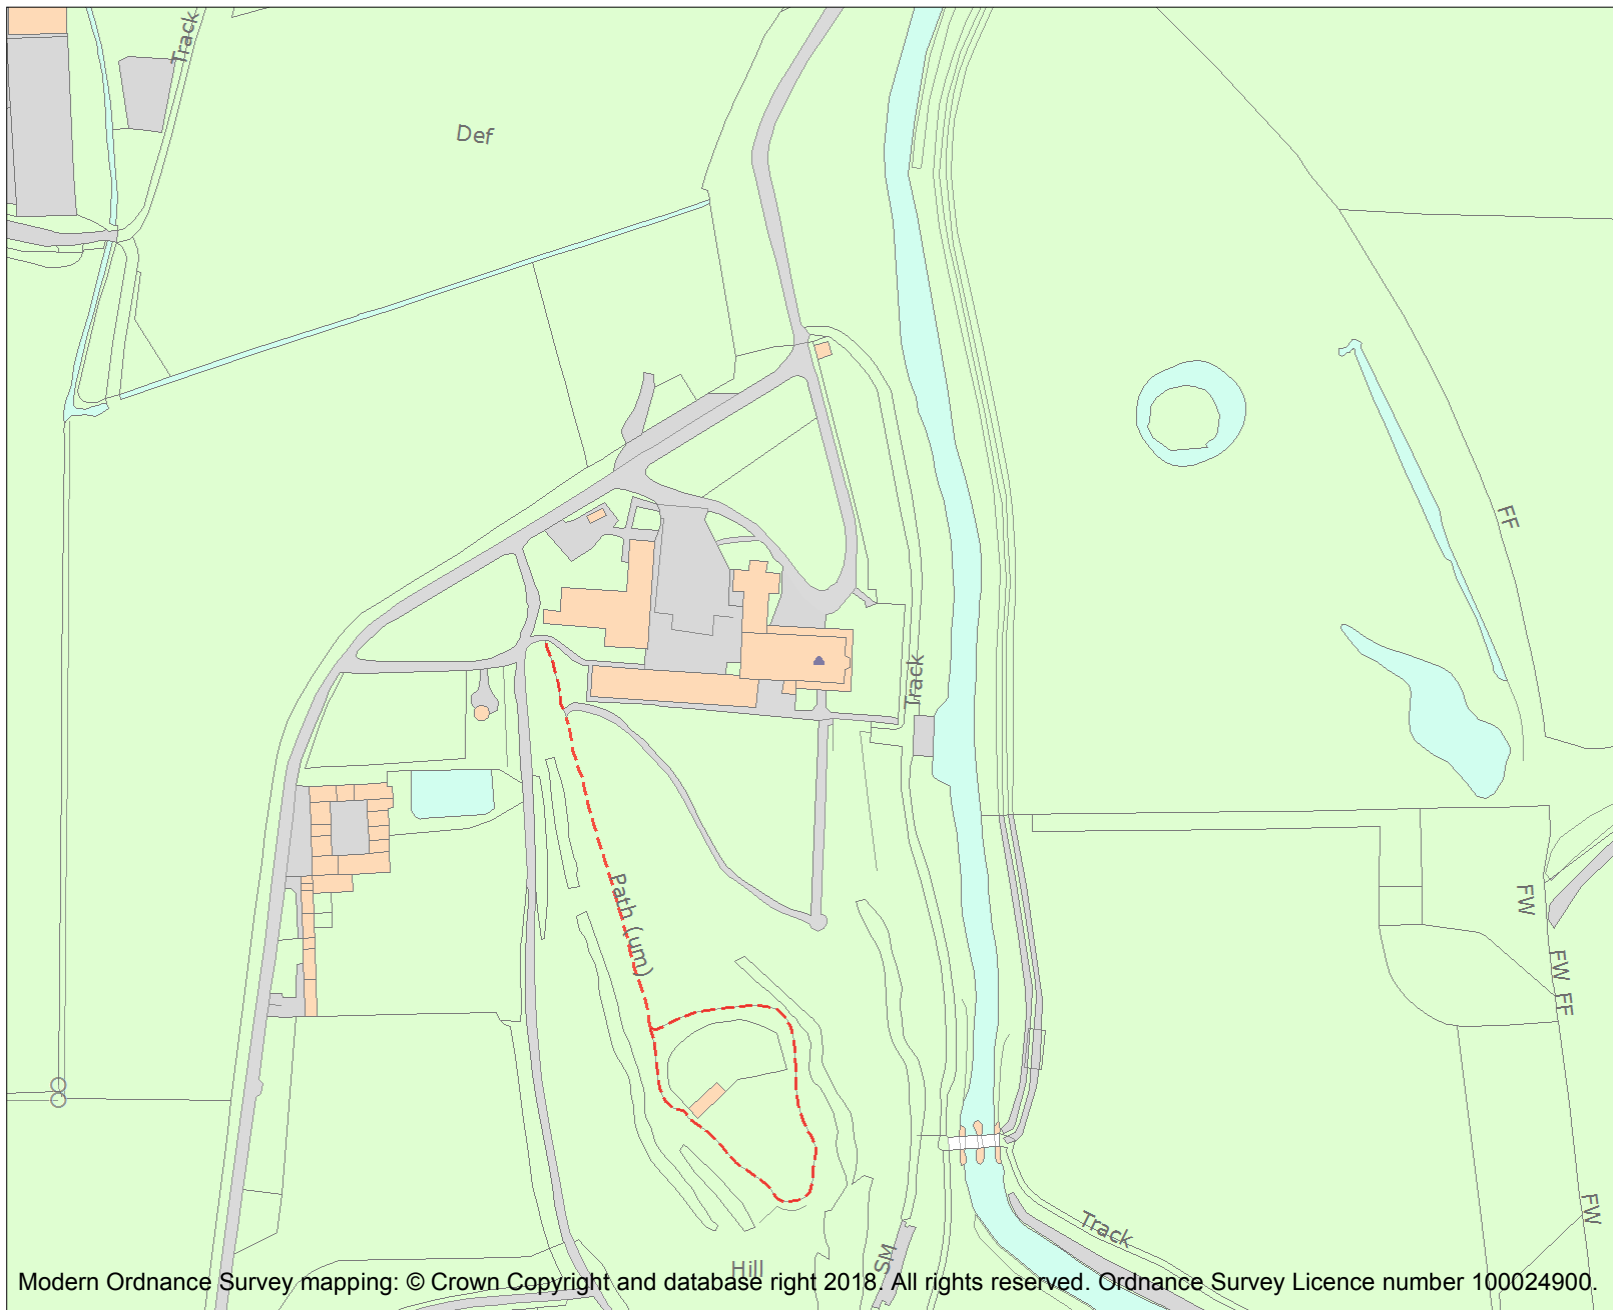 Track
Def
FF
Track
Path (um)
FW
FW FF
FW
Track
SM
Hill
Modern Ordnance Survey mapping: © Crown Copyright and database right 2018. All rights reserved. Ordnance Survey Licence number 100024900.